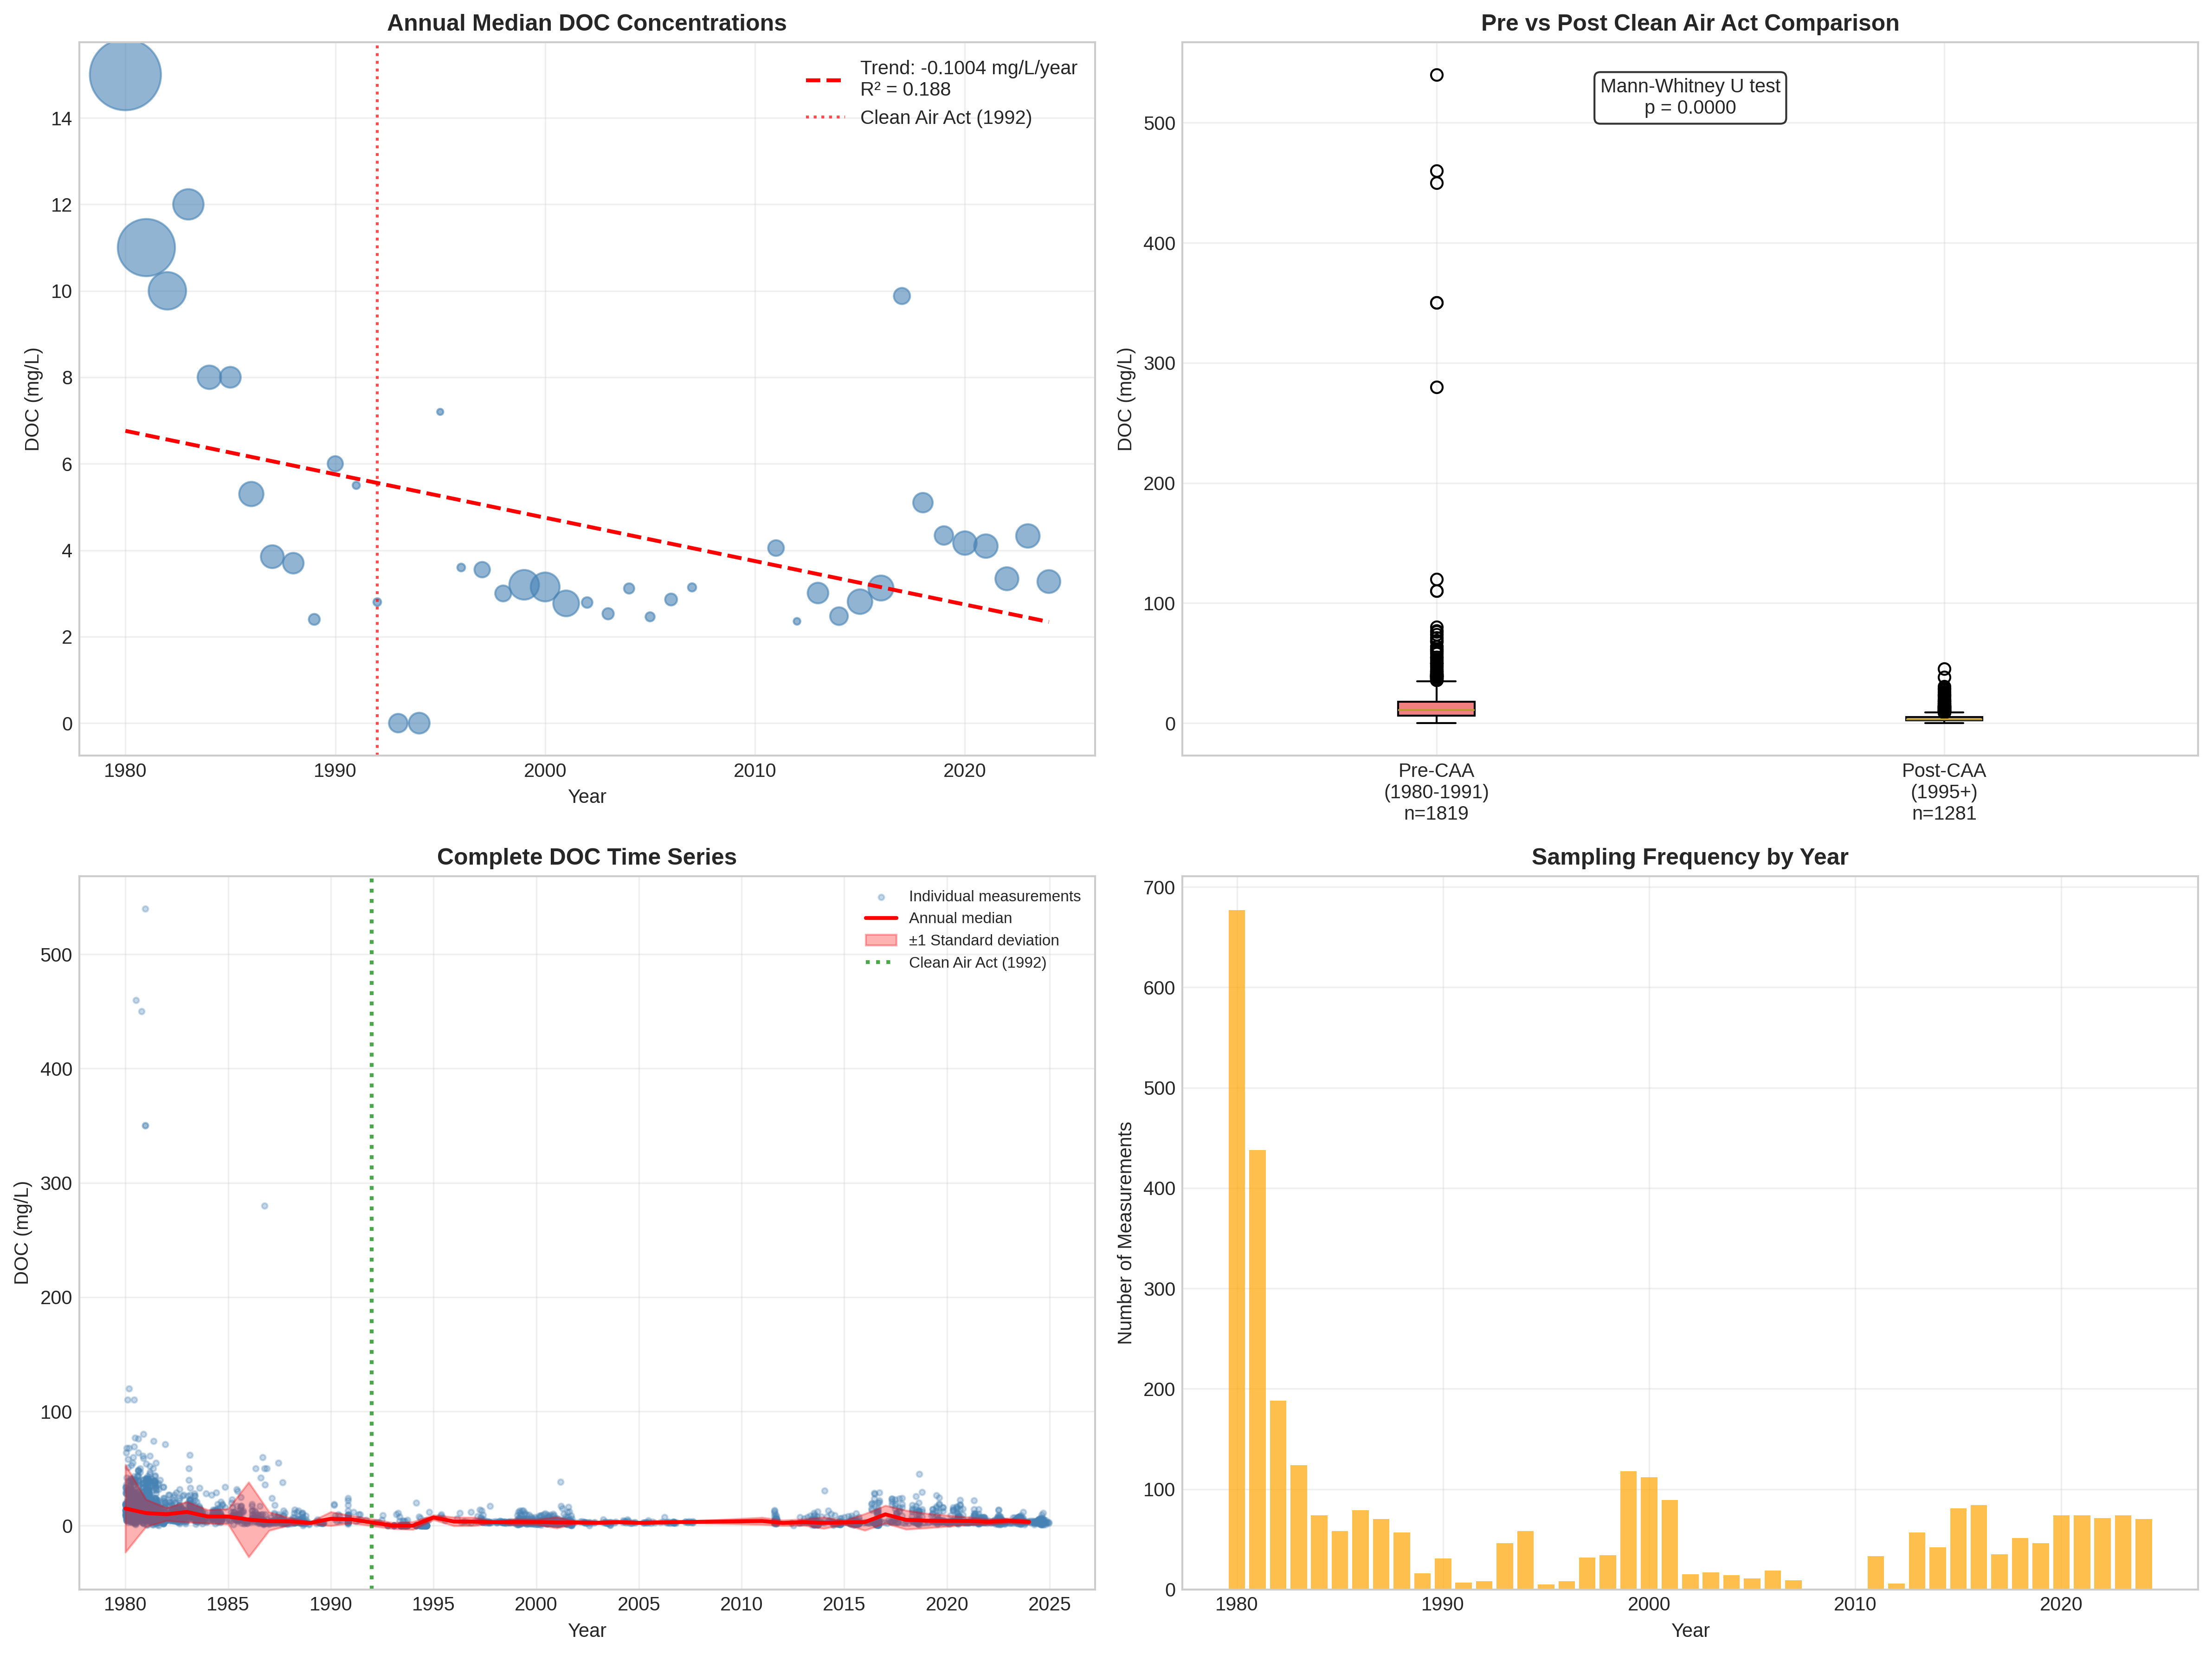 Annual Median DOC Concentrations
Trend: -0.1004 mg/L/year
R² = 0.188
Clean Air Act (1992)
DOC (mg/L)
14
12
10
8
6
4
2
0
1980
1990
2000
2010
2020
Year
Pre vs Post Clean Air Act Comparison
Mann-Whitney U test
p = 0.0000
DOC (mg/L)
500
400
300
200
100
0
Pre-CAA
(1980-1991)
n=1819
Post-CAA
(1995+)
n=1281
Complete DOC Time Series
Individual measurements
Annual median
±1 Standard deviation
Clean Air Act (1992)
DOC (mg/L)
500
400
300
200
100
0
1980
1985
1990
1995
2000
2005
2010
2015
2020
2025
Year
Sampling Frequency by Year
Number of Measurements
700
600
500
400
300
200
100
0
1980
1990
2000
2010
2020
Year